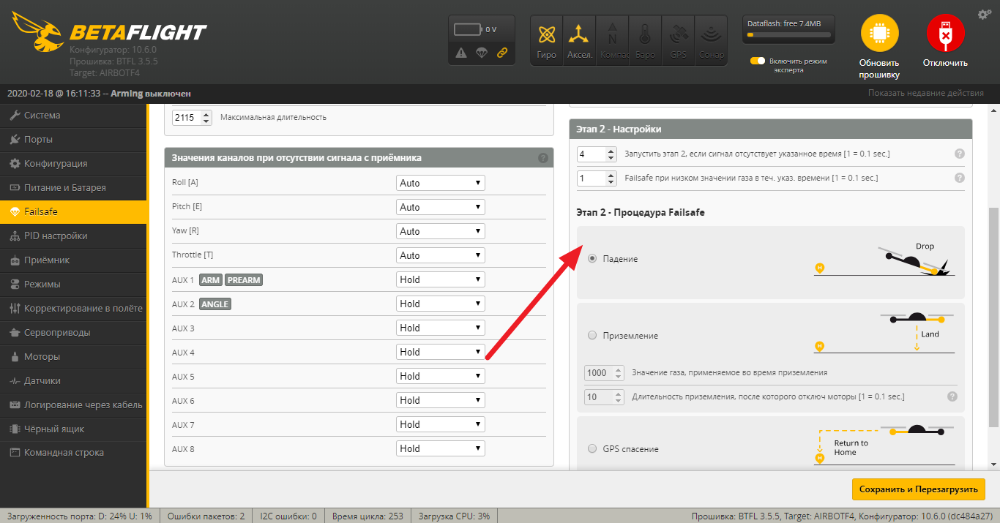 BETAFLIGHT
Конфигуратор: 10.6.0
Прошивка: BTFL 3.5.5
Target: AIRBOTF4
0 V
Гиро
Аксел.
Компас
Баро
GPS
Сонар
Dataflash: free 7.4MB
Включить режим
эксперта
Обновить
прошивку
Отключить
2020-02-18 @ 16:11:33 -- Arming выключен
Показать недавние действия
Система
Порты
Конфигурация
Питание и Батарея
Failsafe
PID настройки
Приёмник
Режимы
Корректирование в полёте
Сервоприводы
Моторы
Датчики
Логирование через кабель
Чёрный ящик
Командная строка
2115 Максимальная длительность
Значения каналов при отсутствии сигнала с приёмника
Roll [A] Auto
Pitch [E] Auto
Yaw [R] Auto
Throttle [T] Auto
AUX 1 ARM PREARM Hold
AUX 2 ANGLE Hold
AUX 3 Hold
AUX 4 Hold
AUX 5 Hold
AUX 6 Hold
AUX 7 Hold
AUX 8 Hold
Этап 2 - Настройки
4 Запустить этап 2, если сигнал отсутствует указанное время [1 = 0.1 sec.]
1 Failsafe при низком значении газа в теч. указ. времени [1 = 0.1 sec.]
Этап 2 - Процедура Failsafe
Падение
Drop
H
Приземление
Land
H
1000 Значение газа, применяемое во время приземления
10 Длительность приземления, после которого отключ моторы [1 = 0.1 sec.]
GPS спасение
Return to
Home
H
Сохранить и Перезагрузить
Загруженность порта: D: 24% U: 1%
Ошибки пакетов: 2
I2C ошибки: 0
Время цикла: 253
Загрузка CPU: 3%
Прошивка: BTFL 3.5.5, Target: AIRBOTF4, Конфигуратор: 10.6.0 (dc484a27)